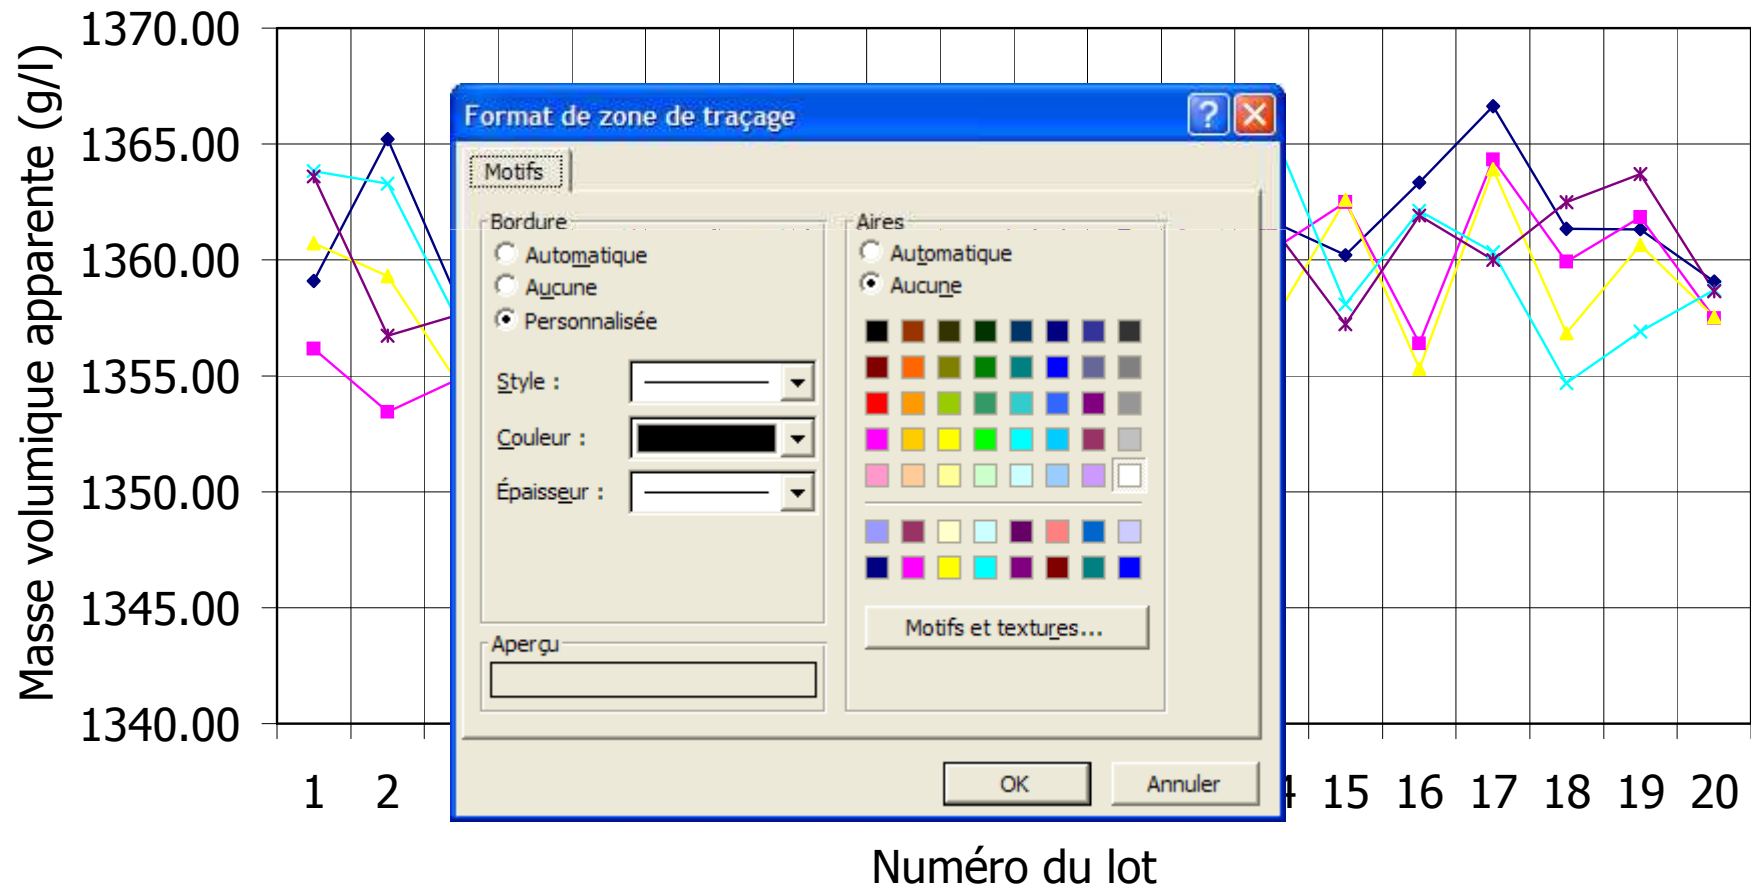 1370.00
1365.00
1360.00
1355.00
1350.00
1345.00
1340.00
Masse volumique apparente (g/l)
Format de zone de traçage
Motifs
Bordure
Automatique
Aucune
Personnalisée
Style :
Couleur :
Épaisseur :
Aperçu
Aires
Automatique
Aucune
Motifs et textures...
OK
Annuler
1 2 15 16 17 18 19 20
Numéro du lot